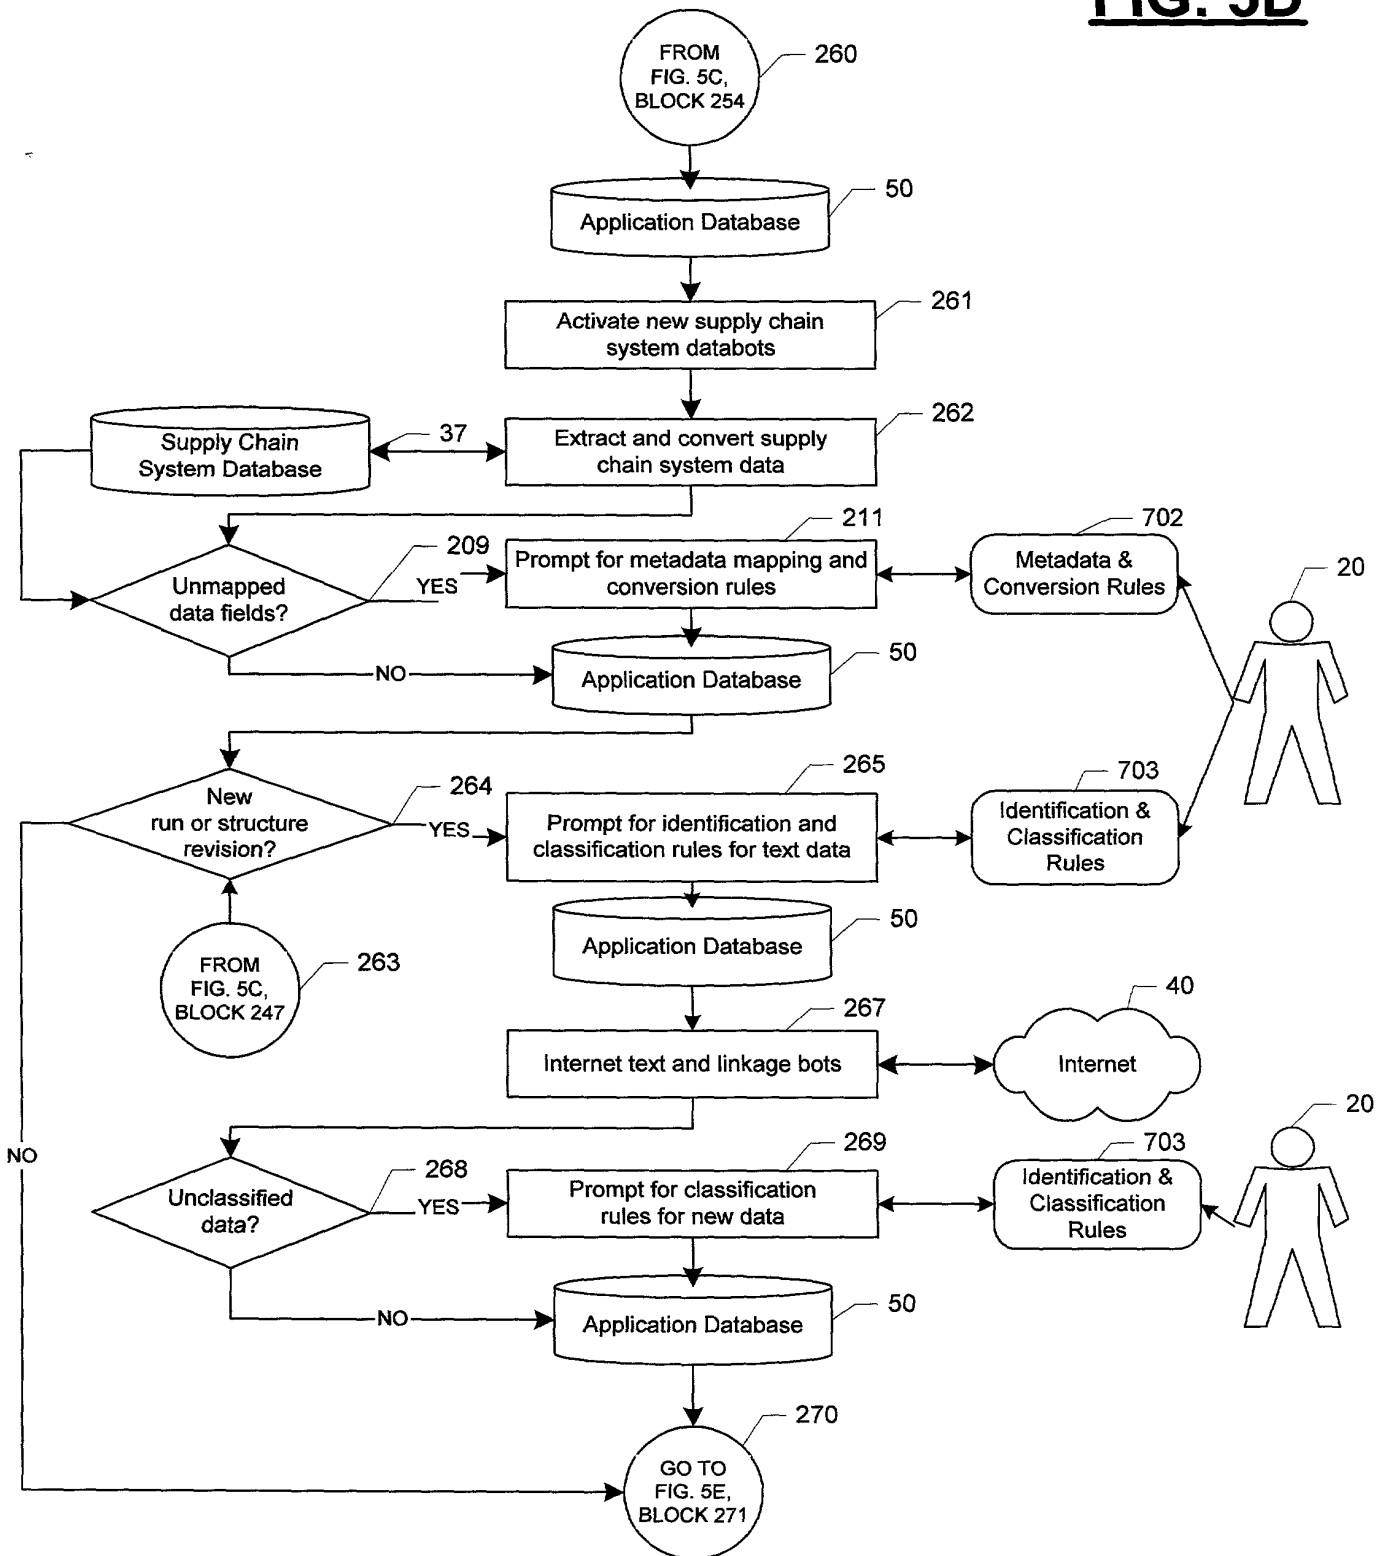 FIG. 5D
FROM
FIG. 5C,
BLOCK 254
260
50
Application Database
261
Activate new supply chain
system databots
262
Supply Chain
System Database
37
Extract and convert supply
chain system data
211
702
209
Unmapped
data fields?
YES
Prompt for metadata mapping and
conversion rules
Metadata &
Conversion Rules
20
NO
50
Application Database
265
703
264
New
run or structure
revision?
YES
Prompt for identification and
classification rules for text data
Identification &
Classification
Rules
50
Application Database
FROM
FIG. 5C,
BLOCK 247
263
267
40
Internet text and linkage bots
Internet
20
NO
269
703
268
Unclassified
data?
YES
Prompt for classification
rules for new data
Identification &
Classification
Rules
NO
50
Application Database
270
GO TO
FIG. 5E,
BLOCK 271